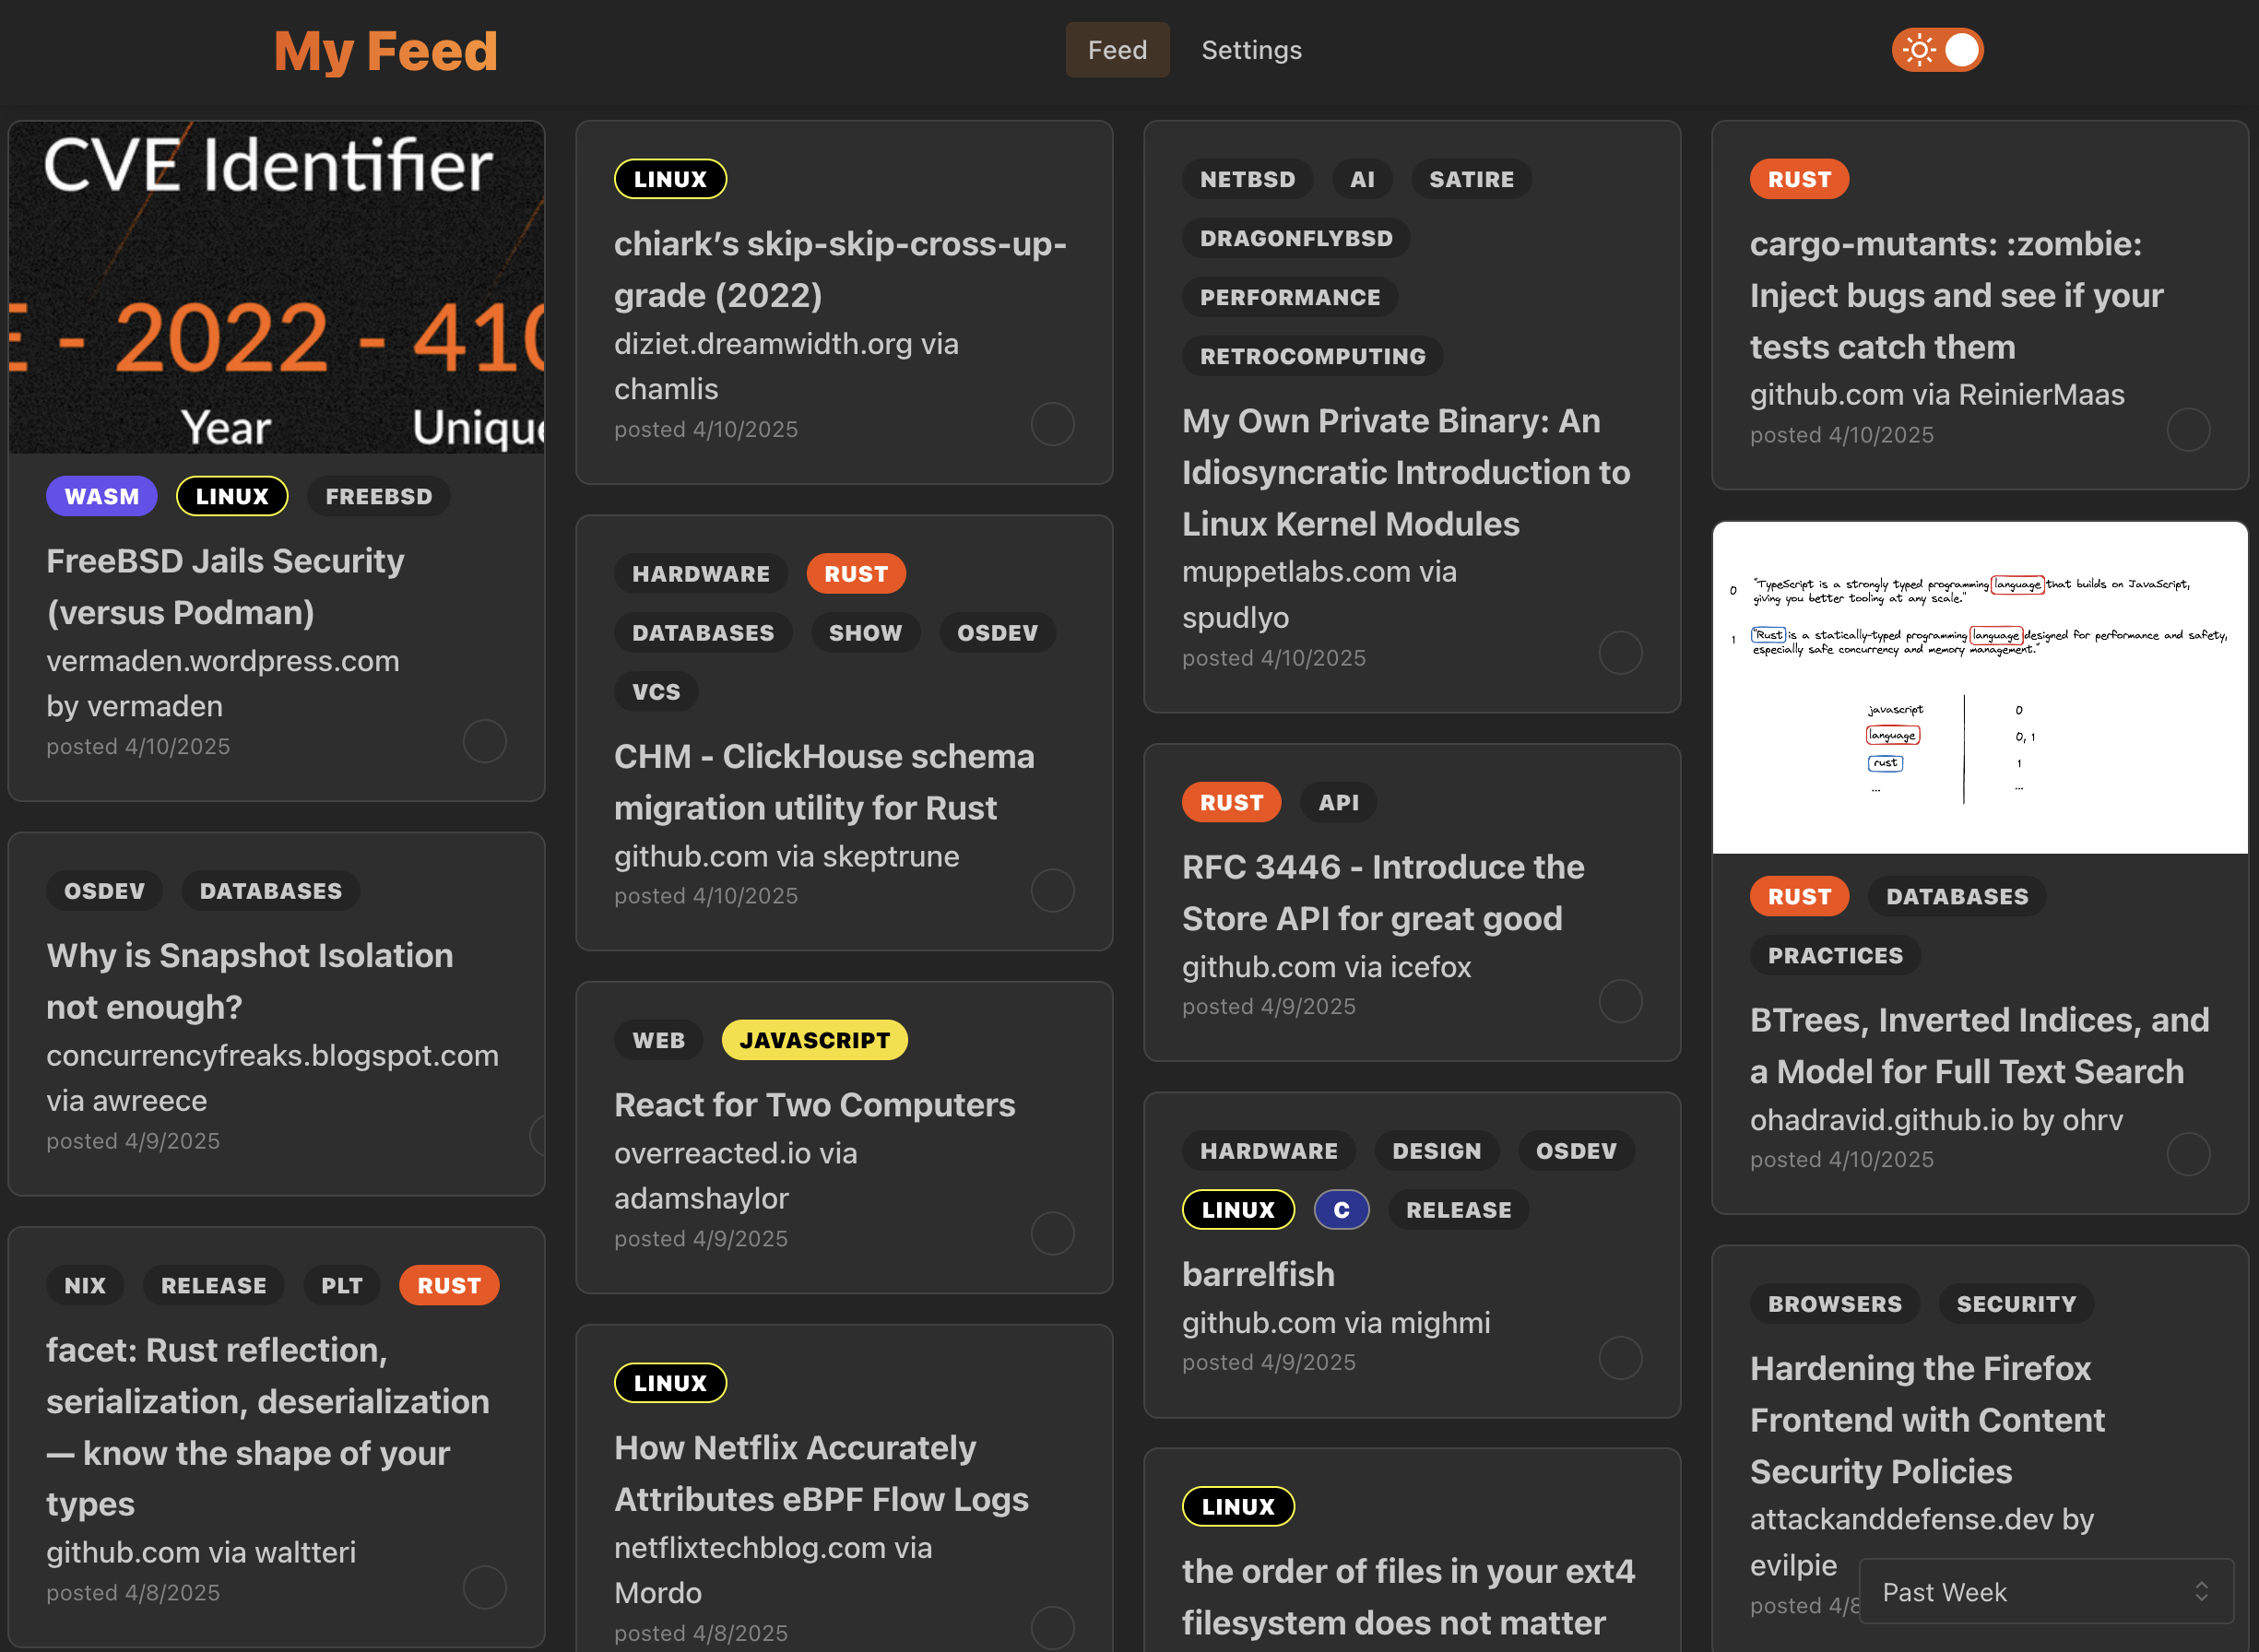 My Feed
Feed
Settings
CVE Identifier
E - 2022 - 410
Year
Unique
WASM
LINUX
FREEBSD
FreeBSD Jails Security
(versus Podman)
vermaden.wordpress.com
by vermaden
posted 4/10/2025
OSDEV
DATABASES
Why is Snapshot Isolation
not enough?
concurrencyfreaks.blogspot.com
via awreece
posted 4/9/2025
NIX
RELEASE
PLT
RUST
facet: Rust reflection,
serialization, deserialization
— know the shape of your
types
github.com via waltteri
posted 4/8/2025
LINUX
chiark’s skip-skip-cross-up-
grade (2022)
diziet.dreamwidth.org via
chamlis
posted 4/10/2025
HARDWARE
RUST
DATABASES
SHOW
OSDEV
VCS
CHM - ClickHouse schema
migration utility for Rust
github.com via skeptrune
posted 4/10/2025
WEB
JAVASCRIPT
React for Two Computers
overreacted.io via
adamshaylor
posted 4/9/2025
LINUX
How Netflix Accurately
Attributes eBPF Flow Logs
netflixtechblog.com via
Mordo
posted 4/8/2025
NETBSD
AI
SATIRE
DRAGONFLYBSD
PERFORMANCE
RETROCOMPUTING
My Own Private Binary: An
Idiosyncratic Introduction to
Linux Kernel Modules
muppetlabs.com via
spudlyo
posted 4/10/2025
RUST
API
RFC 3446 - Introduce the
Store API for great good
github.com via icefox
posted 4/9/2025
HARDWARE
DESIGN
OSDEV
LINUX
C
RELEASE
barrelfish
github.com via mighmi
posted 4/9/2025
LINUX
the order of files in your ext4
filesystem does not matter
RUST
cargo-mutants: :zombie:
Inject bugs and see if your
tests catch them
github.com via ReinierMaas
posted 4/10/2025
0 "TypeScript is a strongly typed programming language that builds on JavaScript,
giving you better tooling at any scale."
1 "Rust is a statically-typed programming language designed for performance and safety,
especially safe concurrency and memory management."
javascript 0
language 0, 1
rust 1
... ...
RUST
DATABASES
PRACTICES
BTrees, Inverted Indices, and
a Model for Full Text Search
ohadravid.github.io by ohrv
posted 4/10/2025
BROWSERS
SECURITY
Hardening the Firefox
Frontend with Content
Security Policies
attackanddefense.dev by
evilpie
posted 4/8
Past Week